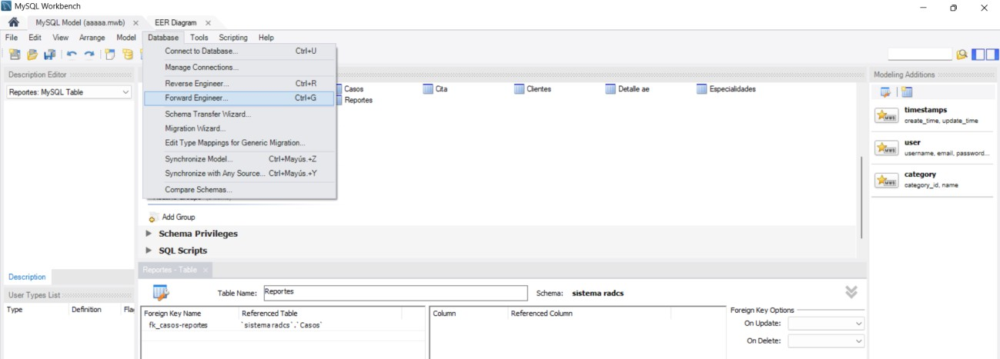 MySQL Workbench
MySQL Model (aaaaa.mwb) × EER Diagram ×
File Edit View Arrange Model Database Tools Scripting Help
Connect to Database... Ctrl+U
Manage Connections...
Reverse Engineer... Ctrl+R
Forward Engineer... Ctrl+G
Schema Transfer Wizard...
Migration Wizard...
Edit Type Mappings for Generic Migration...
Synchronize Model... Ctrl+Mayús.+Z
Synchronize with Any Source... Ctrl+Mayús.+Y
Compare Schemas...
Description Editor
Reportes: MySQL Table
Casos Cita Clientes Detalle ae Especialidades
Reportes
Add Group
Schema Privileges
SQL Scripts
Modeling Additions
timestamps
create_time, update_time
user
username, email, password...
category
category_id, name
Description
User Types List
Type Definition Flag
Reportes - Table ×
Table Name: Reportes Schema: sistema radcs
Foreign Key Name Referenced Table
fk_casos-reportes `sistema radcs`.`Casos`
Column Referenced Column
Foreign Key Options
On Update:
On Delete: